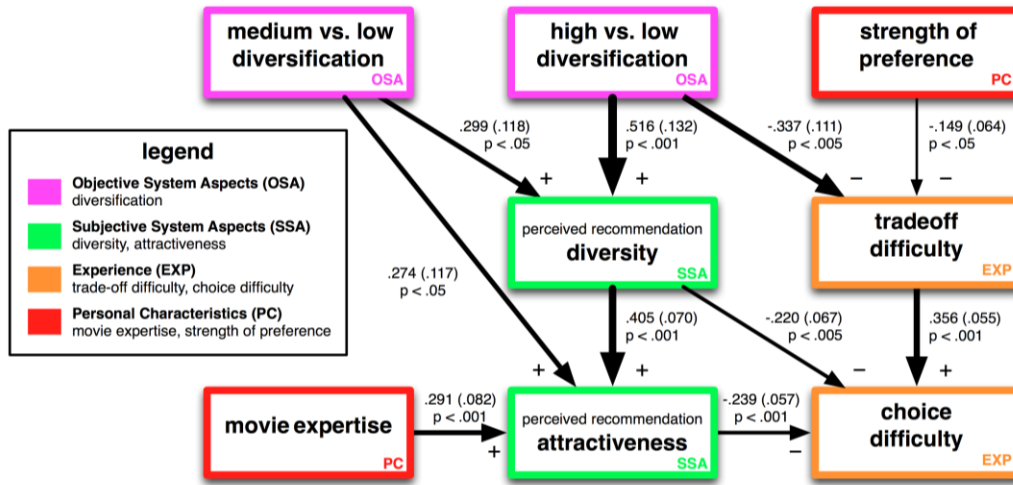 medium vs. low
diversification
OSA
high vs. low
diversification
OSA
strength of
preference
PC
.299 (.118)
p < .05
+
.516 (.132)
p < .001
+
-.337 (.111)
p < .005
−
-.149 (.064)
p < .05
−
legend
Objective System Aspects (OSA)
diversification
Subjective System Aspects (SSA)
diversity, attractiveness
Experience (EXP)
trade-off difficulty, choice difficulty
Personal Characteristics (PC)
movie expertise, strength of preference
perceived recommendation
diversity
SSA
tradeoff
difficulty
EXP
.274 (.117)
p < .05
+
.405 (.070)
p < .001
+
-.220 (.067)
p < .005
−
.356 (.055)
p < .001
+
movie expertise
PC
.291 (.082)
p < .001
+
perceived recommendation
attractiveness
SSA
-.239 (.057)
p < .001
−
choice
difficulty
EXP